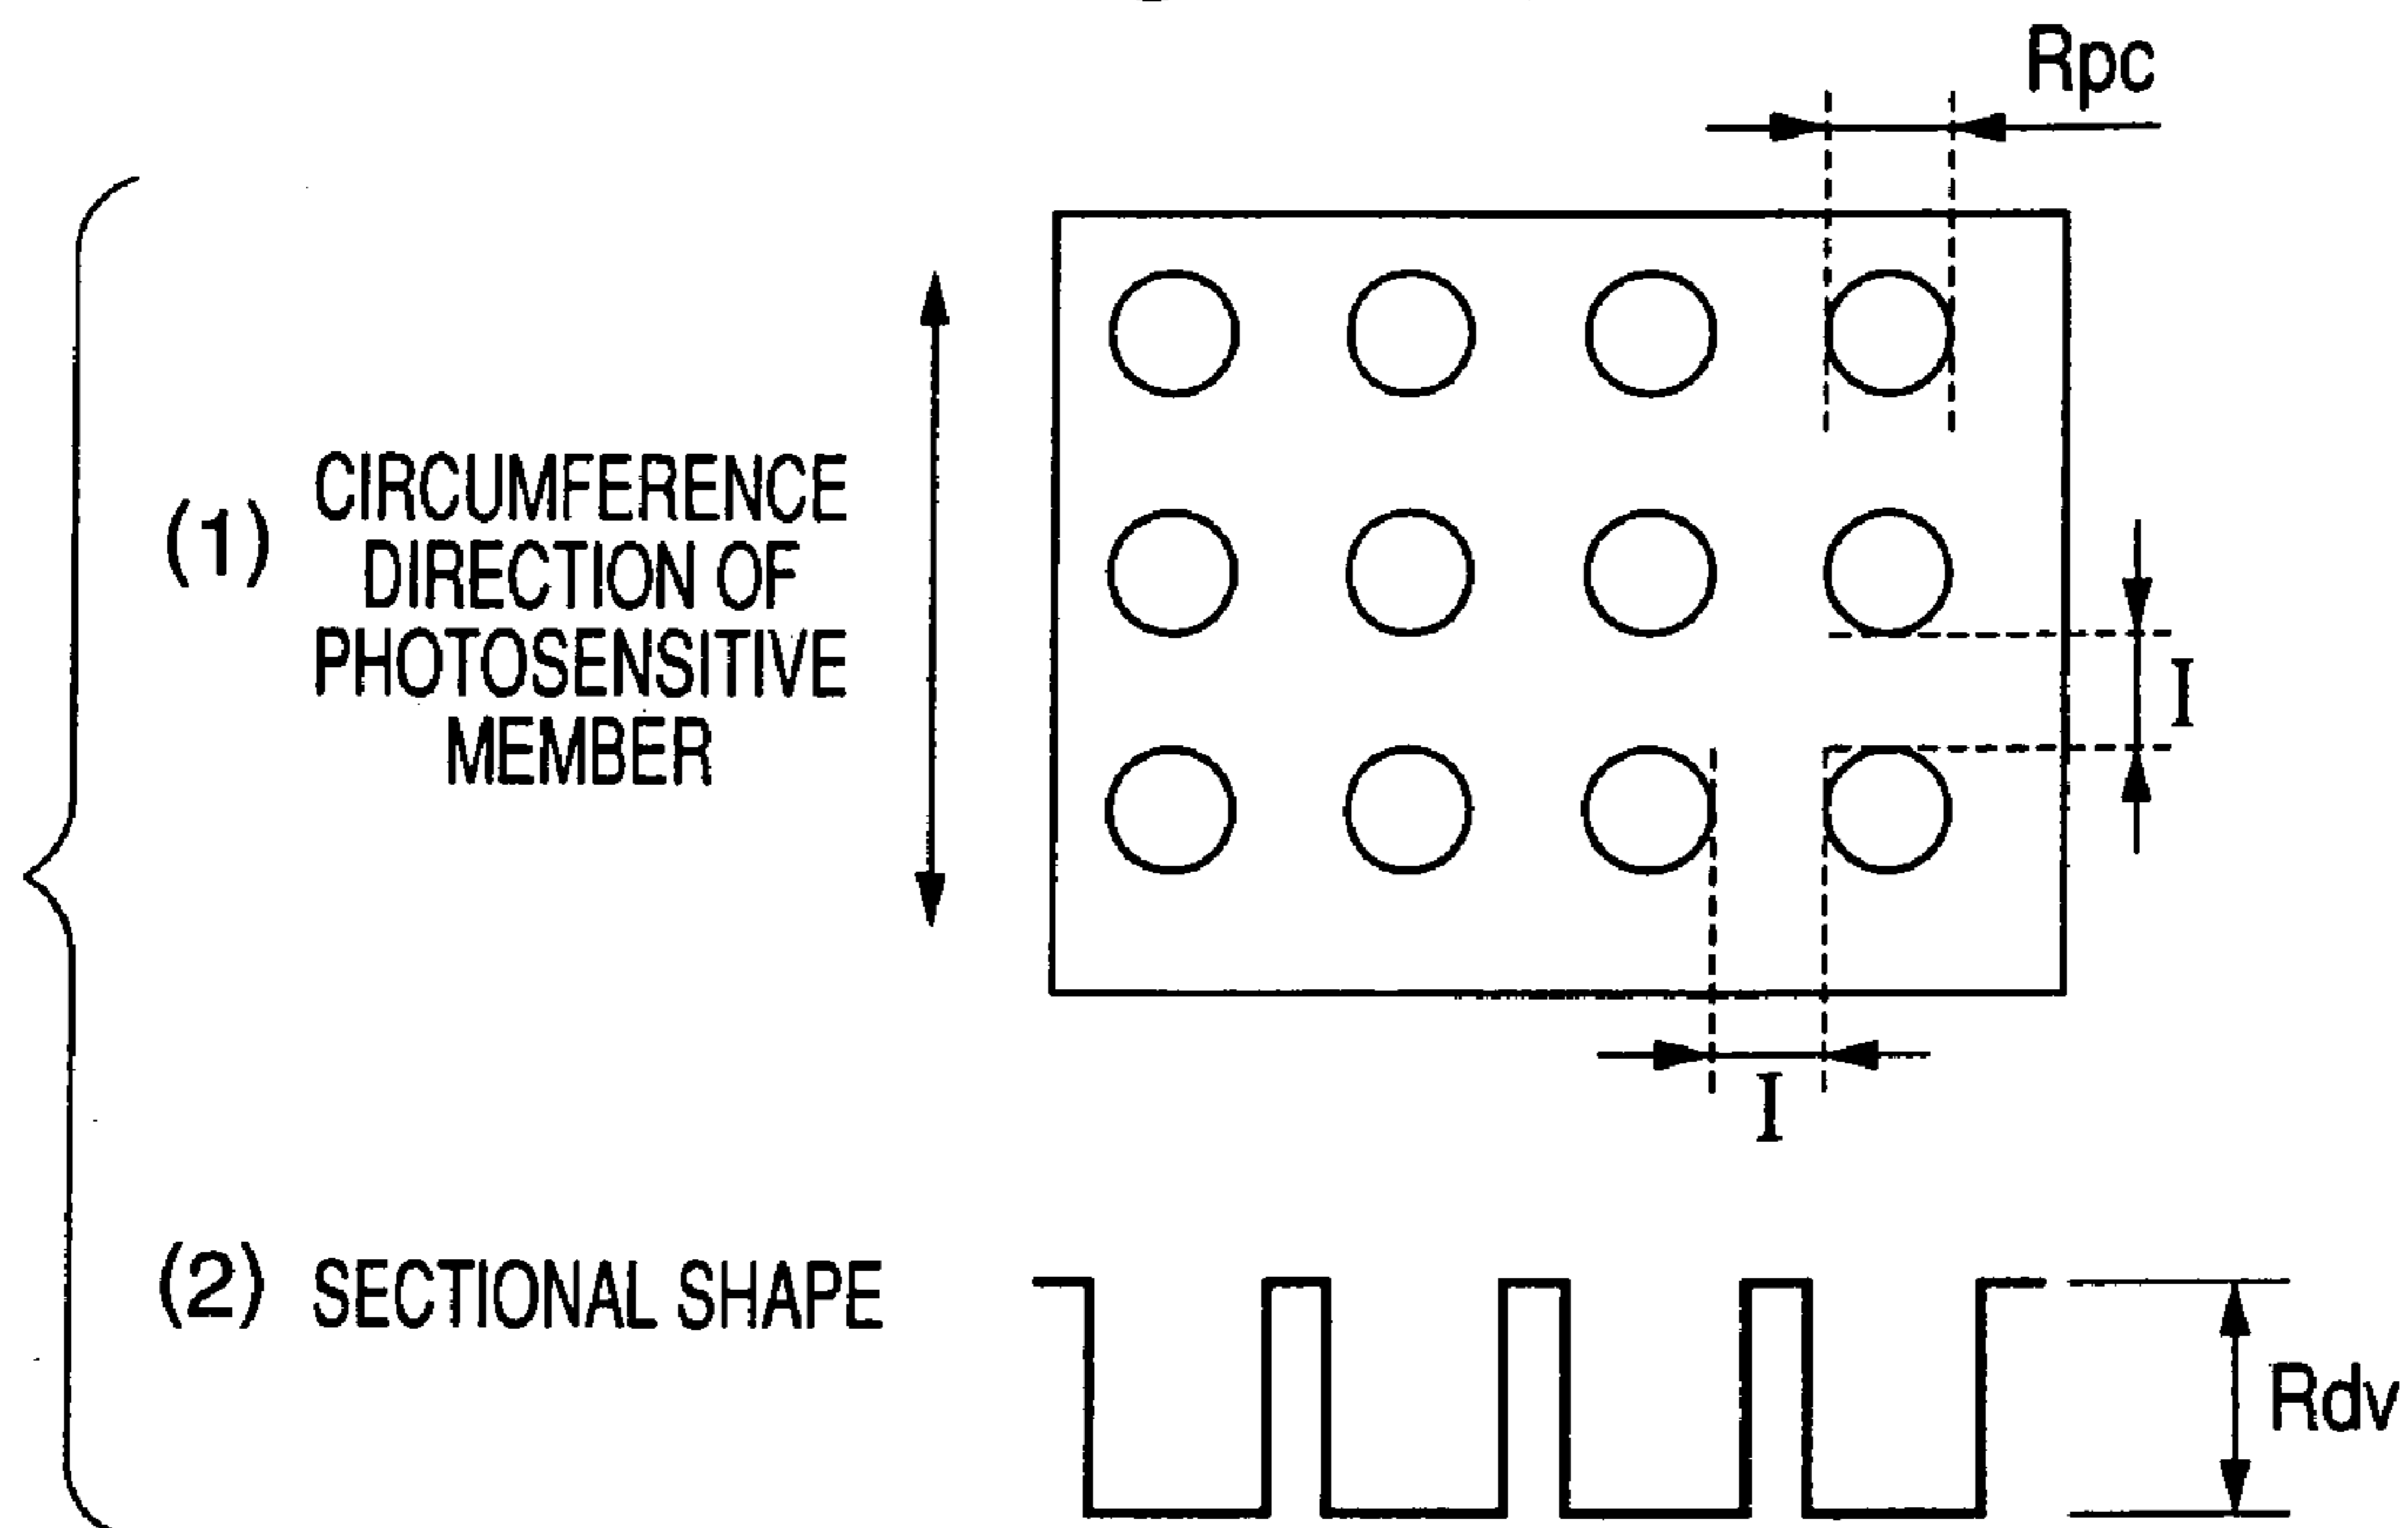 Rpc
(1) CIRCUMFERENCE
DIRECTION OF
PHOTOSENSITIVE
MEMBER
I
I
(2) SECTIONAL SHAPE
Rdv